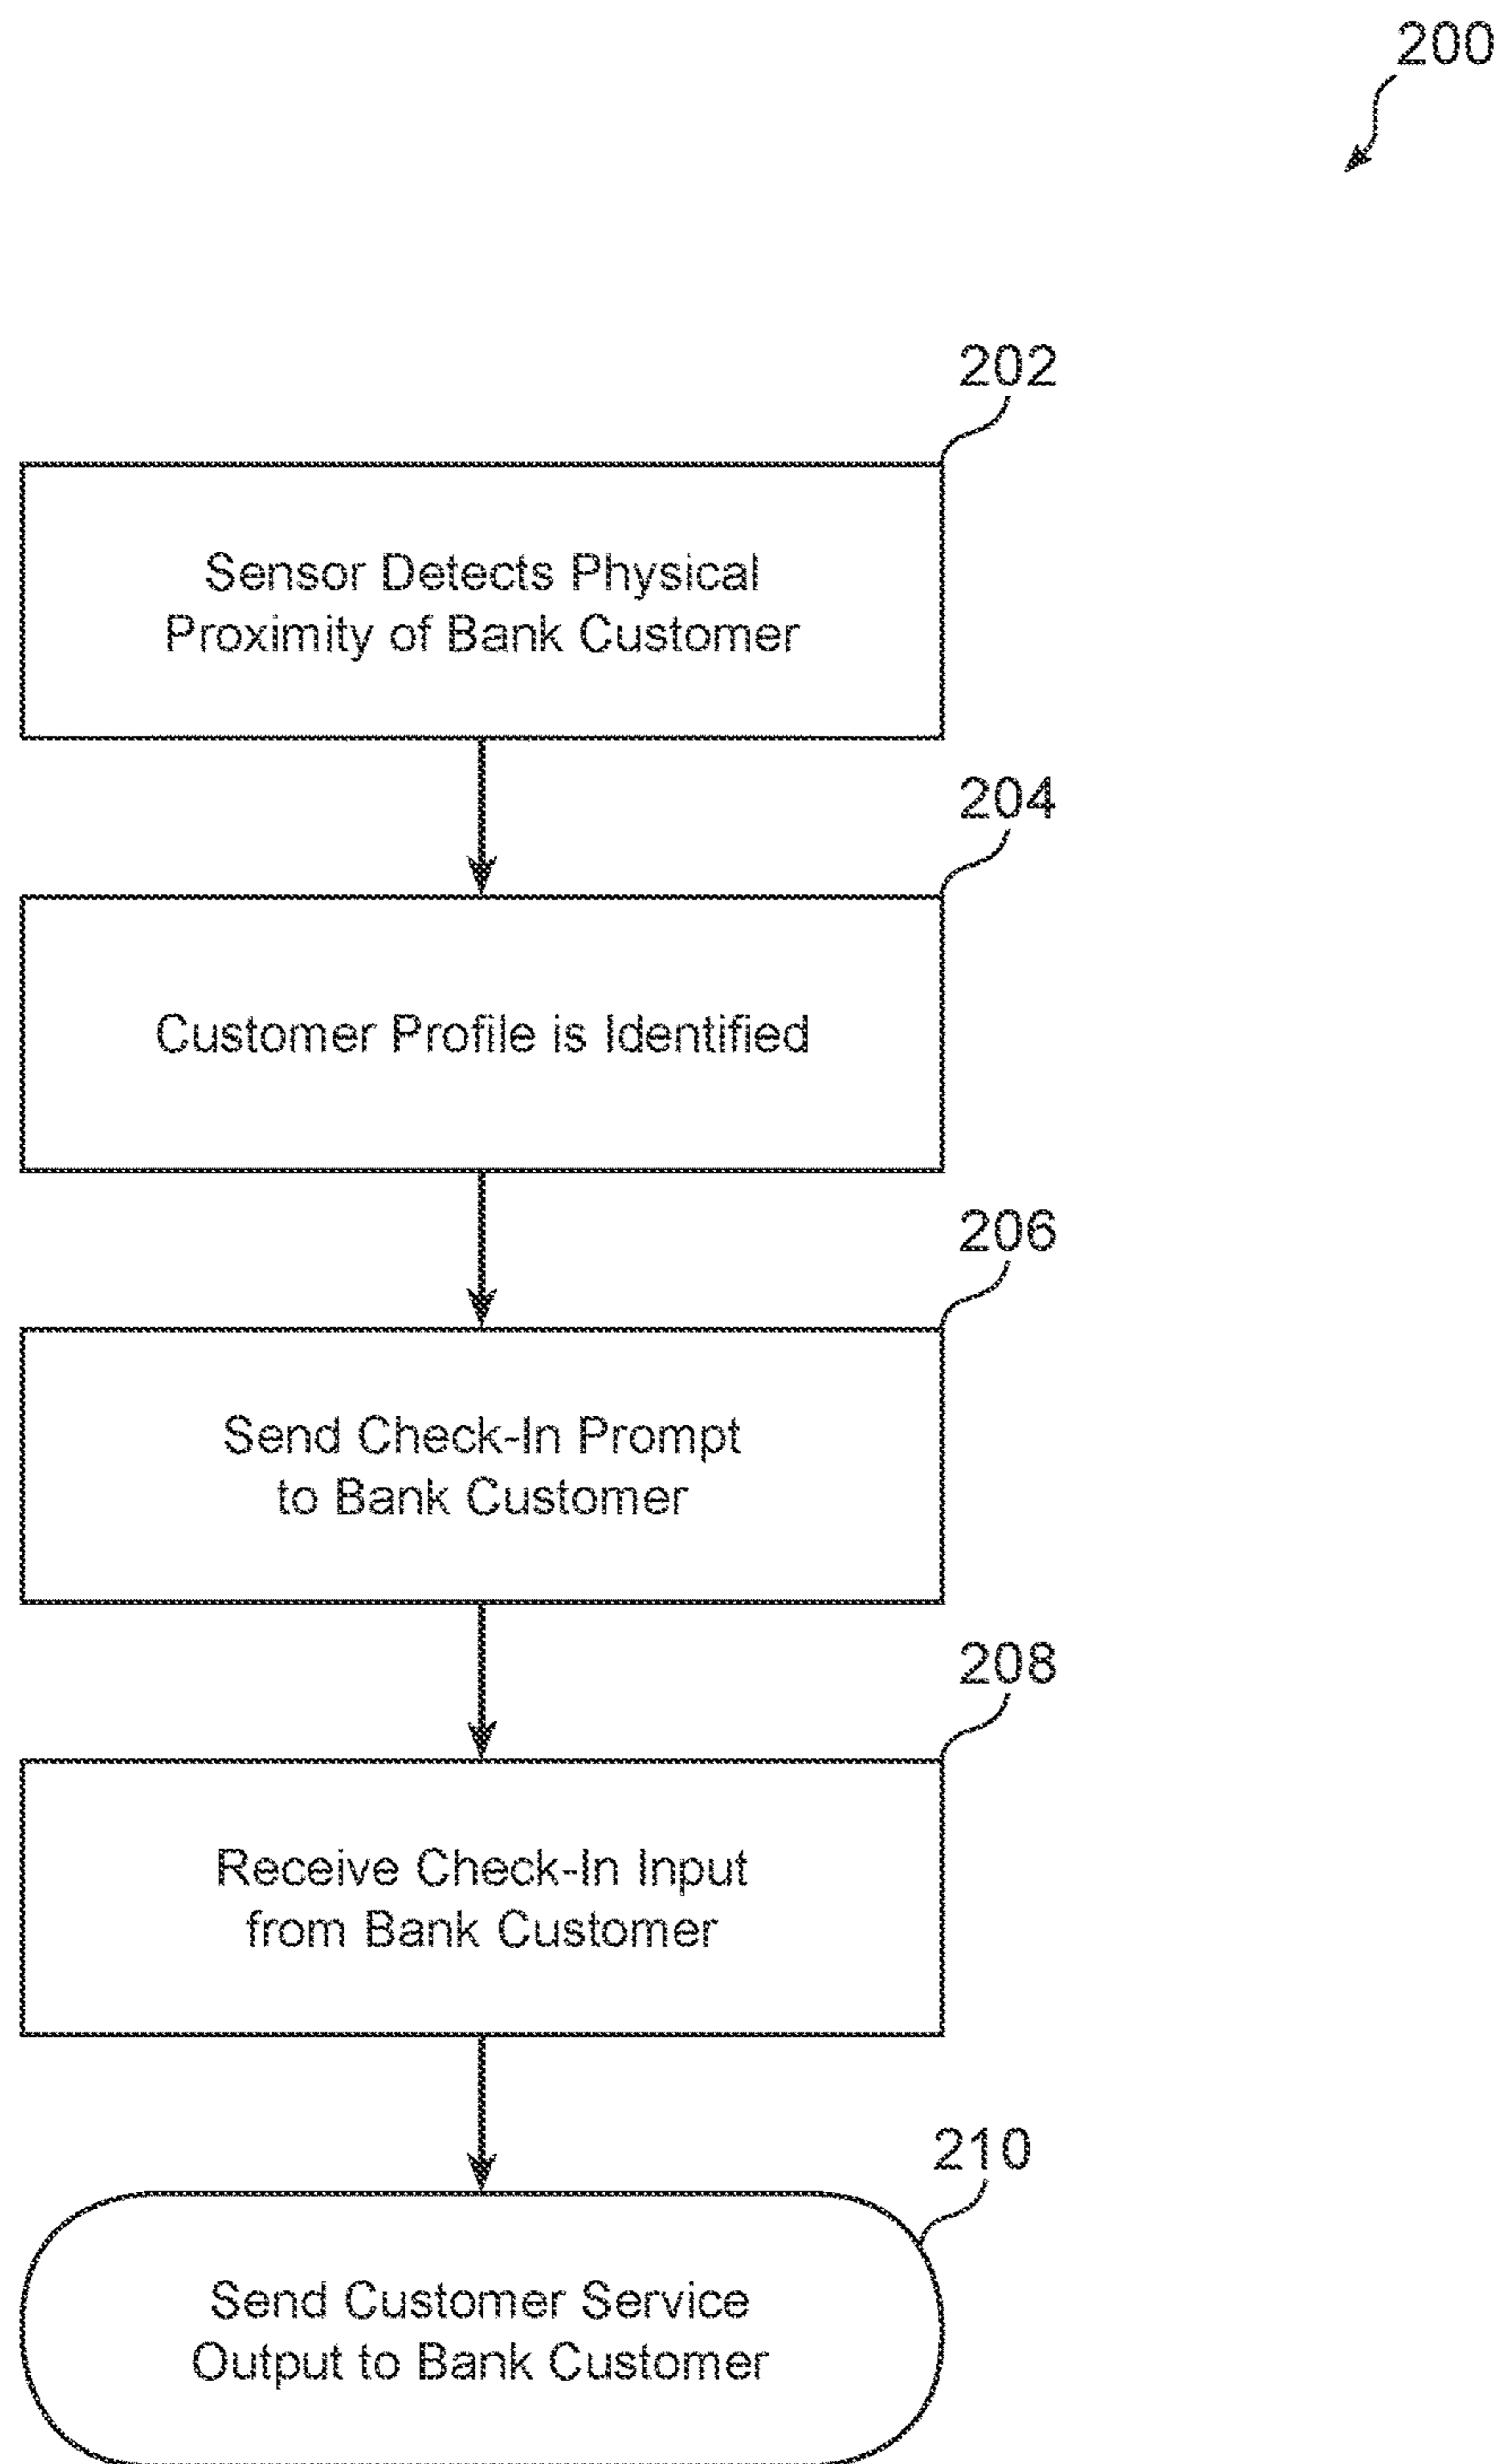 200
202
Sensor Detects Physical
Proximity of Bank Customer
204
Customer Profile is Identified
206
Send Check-In Prompt
to Bank Customer
208
Receive Check-In Input
from Bank Customer
210
Send Customer Service
Output to Bank Customer